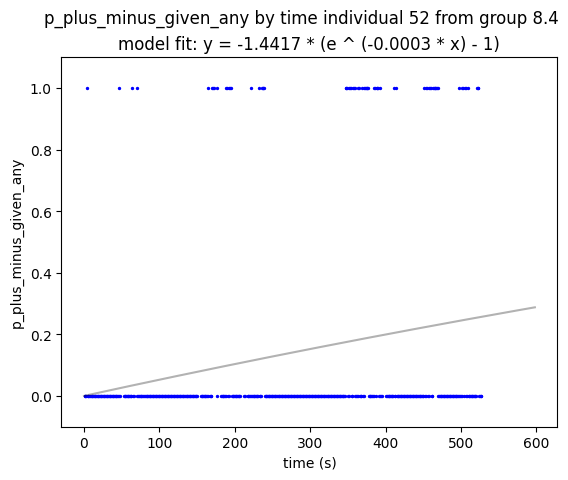 p_plus_minus_given_any by time individual 52 from group 8.4
model fit: y = -1.4417 * (e ^ (-0.0003 * x) - 1)
1.0
0.8
0.6
0.4
0.2
0.0
p_plus_minus_given_any
0 100 200 300 400 500 600
time (s)